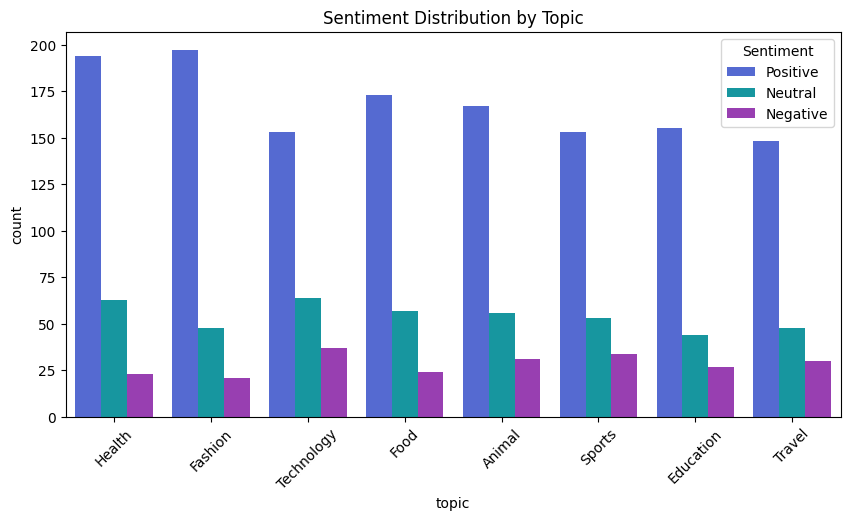 Sentiment Distribution by Topic
200
175
150
125
100
75
50
25
0
count
Sentiment
Positive
Neutral
Negative
Health
Fashion
Technology
Food
Animal
Sports
Education
Travel
topic